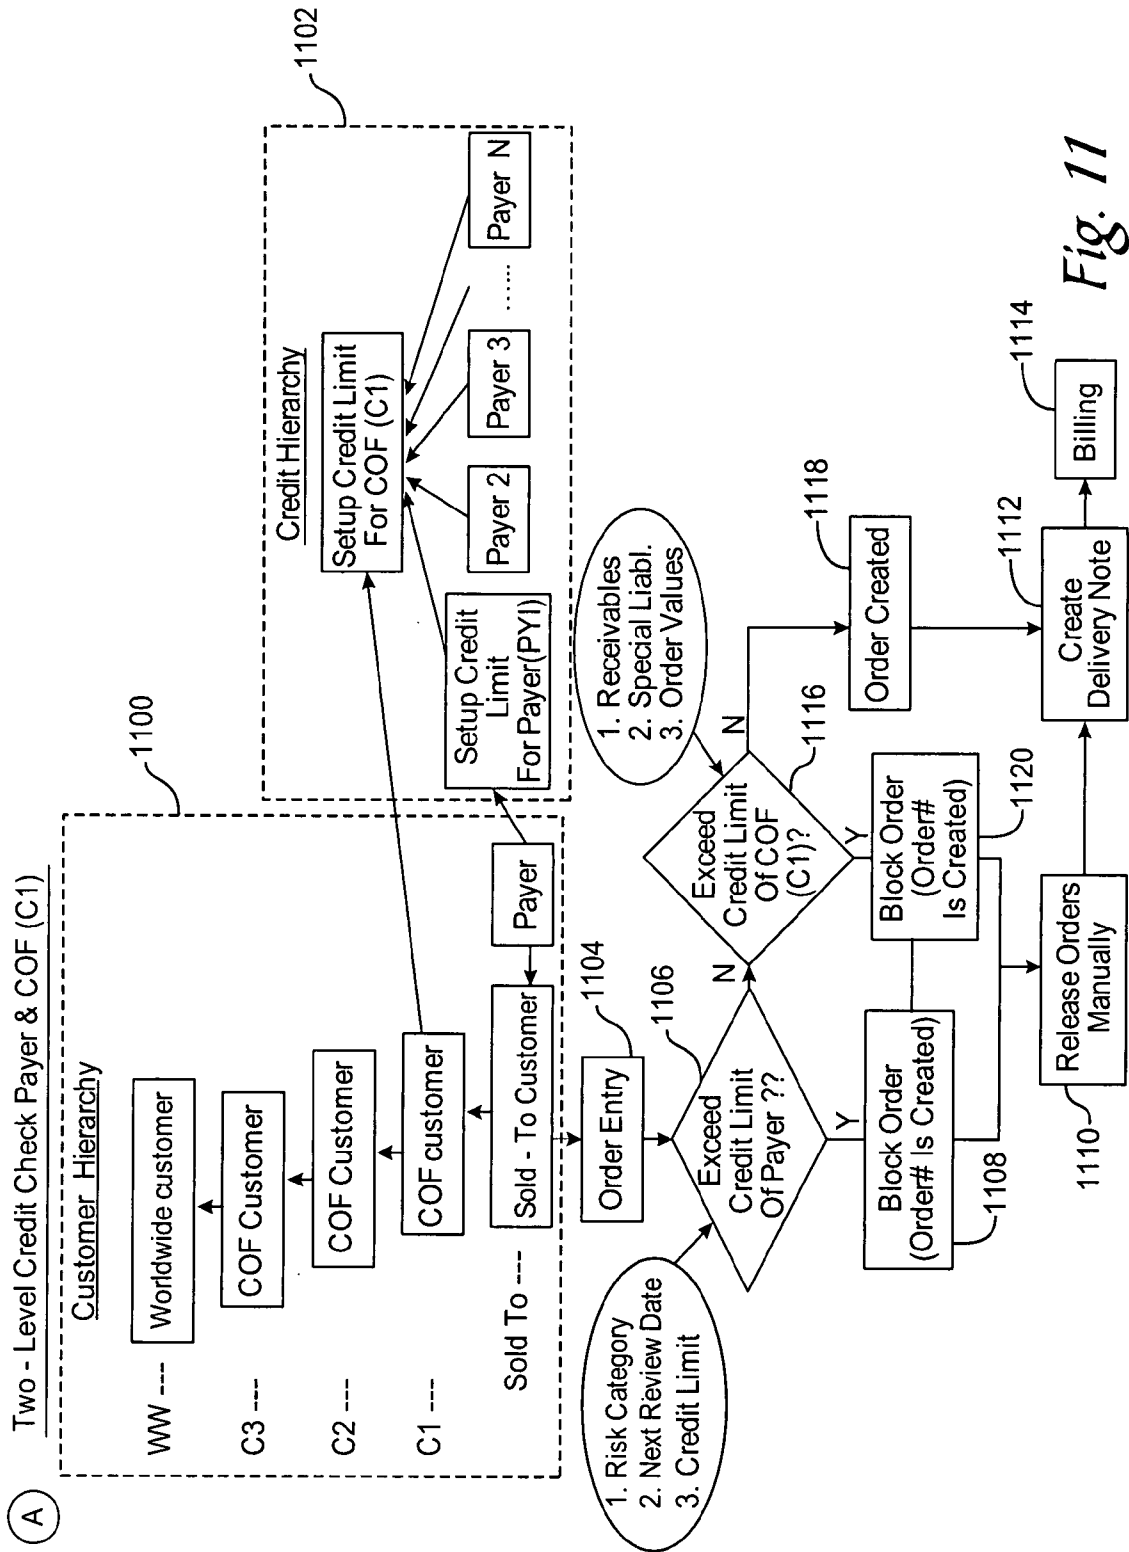 A
Two - Level Credit Check Payer & COF (C1)
Customer Hierarchy
1100
WW ----
Worldwide customer
C3 ----
COF Customer
C2 ----
COF Customer
C1 ----
COF customer
Sold To ----
Sold - To Customer
Payer
Credit Hierarchy
1102
Setup Credit Limit
For COF (C1)
Setup Credit
Limit
For Payer(PYI)
Payer 2
Payer 3
......
Payer N
Order Entry
1104
1. Risk Category
2. Next Review Date
3. Credit Limit
Exceed
Credit Limit
Of Payer ??
1106
N
Y
1. Receivables
2. Special Liabl.
3. Order Values
Exceed
Credit Limit
Of COF
(C1)?
1116
N
Y
Order Created
1118
Block Order
(Order# Is Created)
1108
Block Order
(Order#
Is Created)
1120
Release Orders
Manually
1110
Create
Delivery Note
1112
Billing
1114
Fig. 11